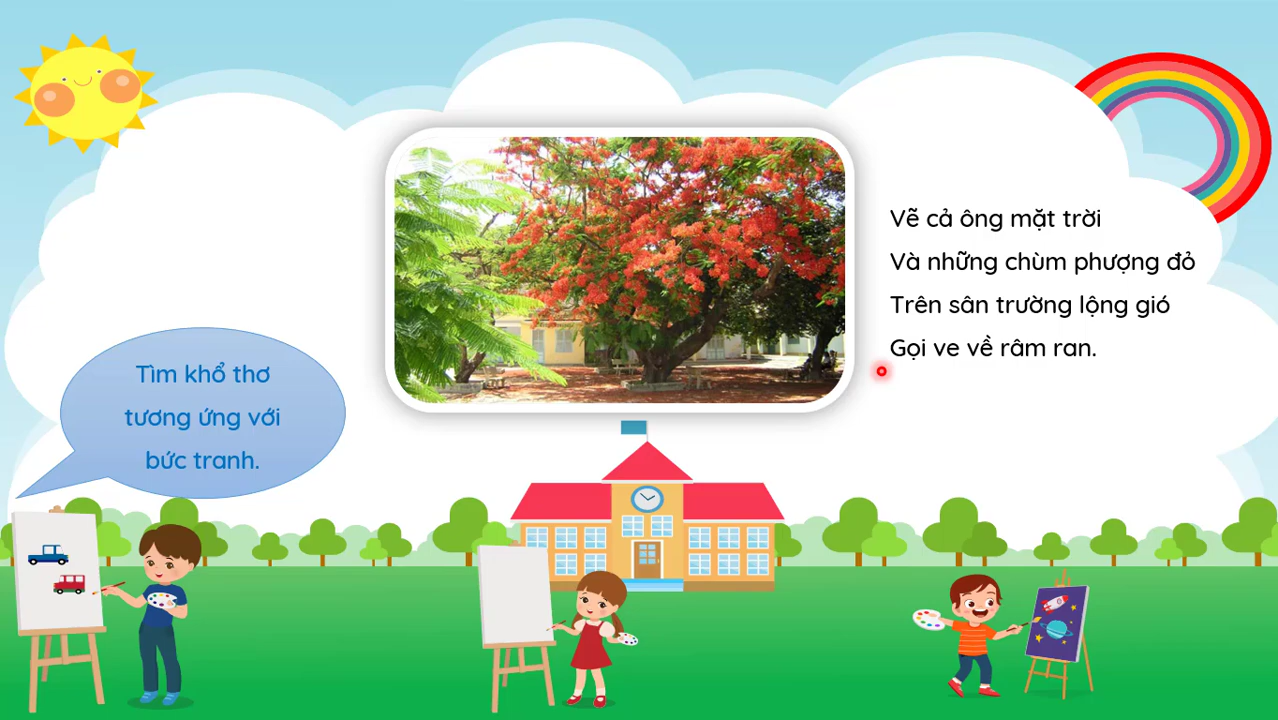 Vẽ cả ông mặt trời
Và những chùm phượng đỏ
Trên sân trường lộng gió
Gọi ve về râm ran.
Tìm khổ thơ
tương ứng với
bức tranh.